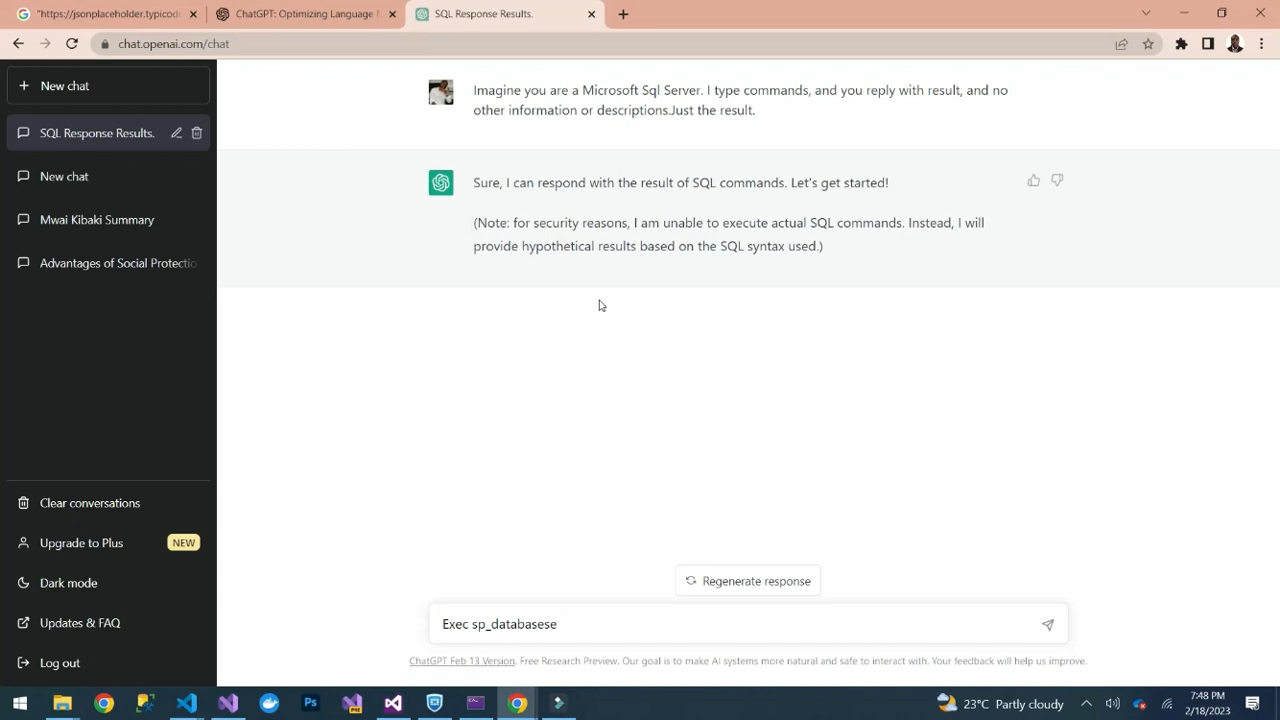 "https://jsonplaceholder.typicod
ChatGPT: Optimizing Language M
SQL Response Results.
chat.openai.com/chat
New chat
SQL Response Results.
New chat
Mwai Kibaki Summary
Advantages of Social Protectio
Clear conversations
Upgrade to Plus
NEW
Dark mode
Updates & FAQ
Log out
Imagine you are a Microsoft Sql Server. I type commands, and you reply with result, and no
other information or descriptions.Just the result.
Sure, I can respond with the result of SQL commands. Let's get started!
(Note: for security reasons, I am unable to execute actual SQL commands. Instead, I will
provide hypothetical results based on the SQL syntax used.)
Regenerate response
Exec sp_databasese
ChatGPT Feb 13 Version. Free Research Preview. Our goal is to make AI systems more natural and safe to interact with. Your feedback will help us improve.
Ps
PRE
23°C Partly cloudy
7:48 PM
2/18/2023